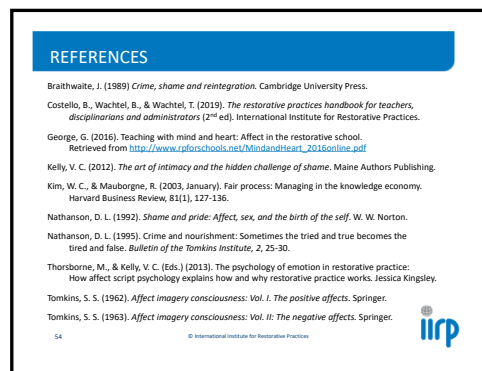 REFERENCES
Braithwaite, J. (1989) Crime, shame and reintegration. Cambridge University Press.
Costello, B., Wachtel, B., & Wachtel, T. (2019). The restorative practices handbook for teachers,
disciplinarians and administrators (2nd ed). International Institute for Restorative Practices.
George, G. (2016). Teaching with mind and heart: Affect in the restorative school.
Retrieved from http://www.rpforschools.net/MindandHeart_2016online.pdf
Kelly, V. C. (2012). The art of intimacy and the hidden challenge of shame. Maine Authors Publishing.
Kim, W. C., & Mauborgne, R. (2003, January). Fair process: Managing in the knowledge economy.
Harvard Business Review, 81(1), 127-136.
Nathanson, D. L. (1992). Shame and pride: Affect, sex, and the birth of the self. W. W. Norton.
Nathanson, D. L. (1995). Crime and nourishment: Sometimes the tried and true becomes the
tired and false. Bulletin of the Tomkins Institute, 2, 25-30.
Thorsborne, M., & Kelly, V. C. (Eds.) (2013). The psychology of emotion in restorative practice:
How affect script psychology explains how and why restorative practice works. Jessica Kingsley.
Tomkins, S. S. (1962). Affect imagery consciousness: Vol. I. The positive affects. Springer.
Tomkins, S. S. (1963). Affect imagery consciousness: Vol. II: The negative affects. Springer.
54
© International Institute for Restorative Practices
iirp